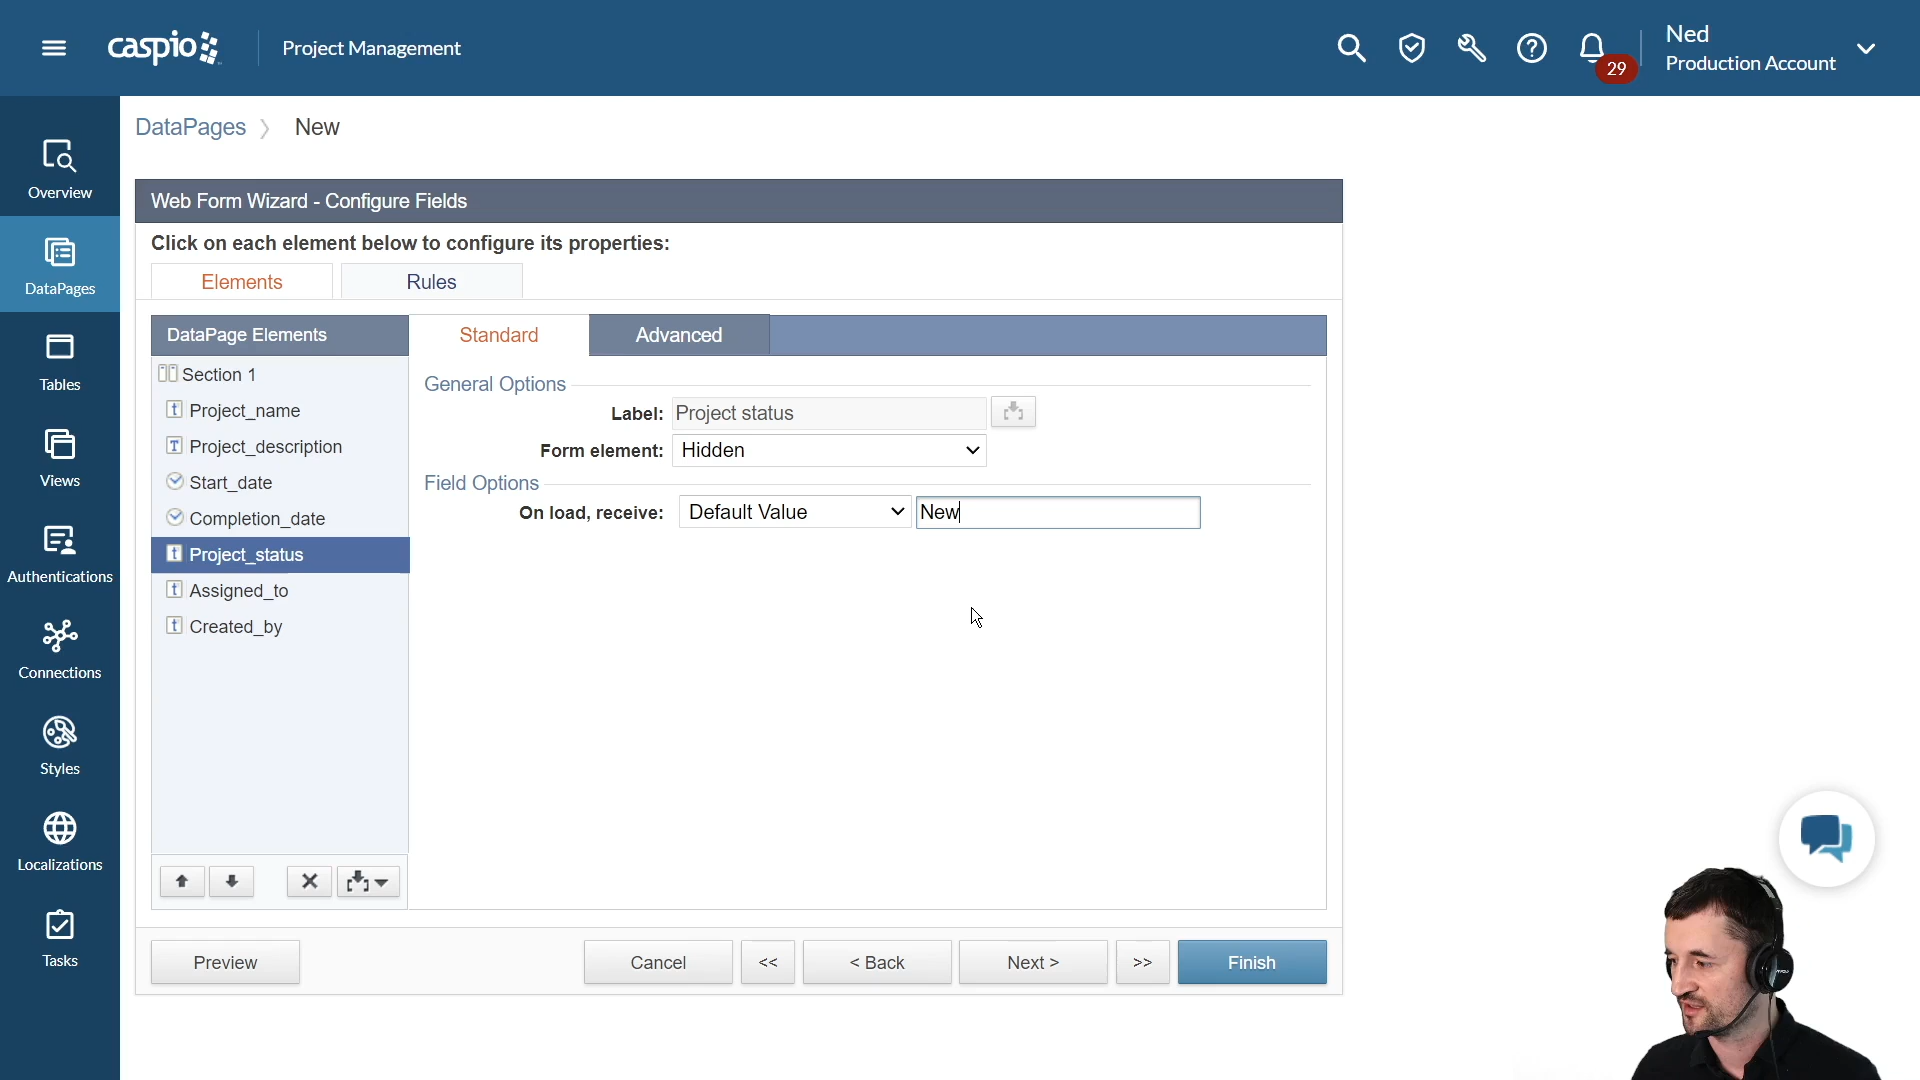 caspio
Project Management
Ned
Production Account
29
Overview
DataPages
Tables
Views
Authentications
Connections
Styles
Localizations
Tasks
DataPages
New
Web Form Wizard - Configure Fields
Click on each element below to configure its properties:
Elements
Rules
DataPage Elements
Standard
Advanced
Section 1
Project_name
Project_description
Start_date
Completion_date
Project_status
Assigned_to
Created_by
General Options
Label: Project status
Form element: Hidden
Field Options
On load, receive: Default Value New
Preview
Cancel
<<
< Back
Next >
>>
Finish